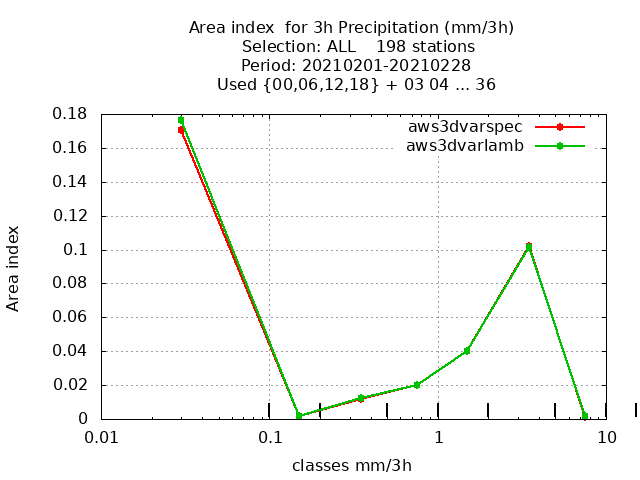 Area index  for 3h Precipitation (mm/3h)
Selection: ALL    198 stations
Period: 20210201-20210228
Used {00,06,12,18} + 03 04 ... 36
aws3dvarspec
aws3dvarlamb
0.18
0.16
0.14
0.12
0.1
0.08
0.06
0.04
0.02
0
Area index
0.01 0.1 1 10
classes mm/3h